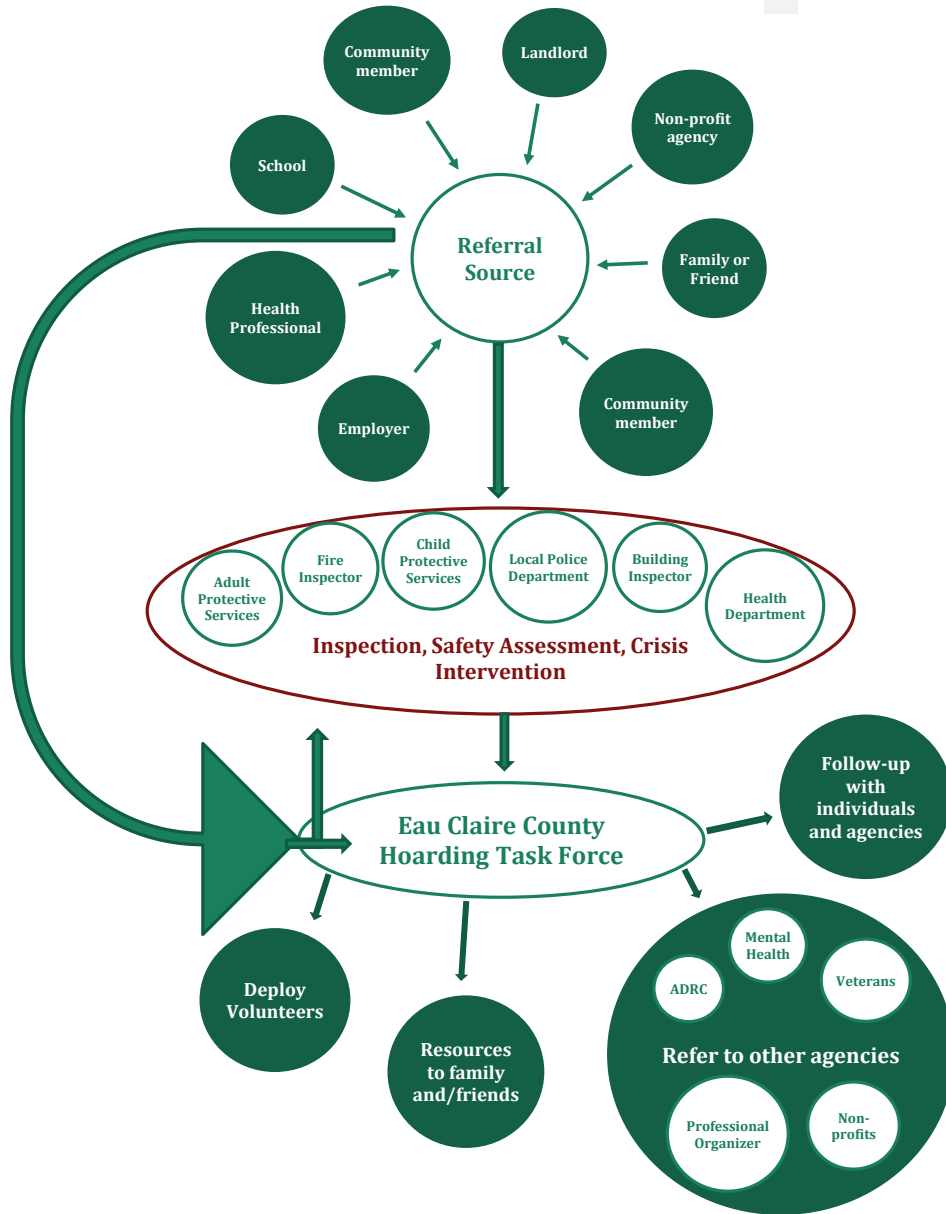 Community
member
Landlord
Non-profit
agency
School
Referral
Source
Family or
Friend
Health
Professional
Employer
Community
member
Adult
Protective
Services
Fire
Inspector
Child
Protective
Services
Local Police
Department
Building
Inspector
Health
Department
Inspection, Safety Assessment, Crisis
Intervention
Eau Claire County
Hoarding Task Force
Follow-up
with
individuals
and agencies
Deploy
Volunteers
Resources
to family
and/friends
Mental
Health
ADRC
Veterans
Refer to other agencies
Professional
Organizer
Non-
profits